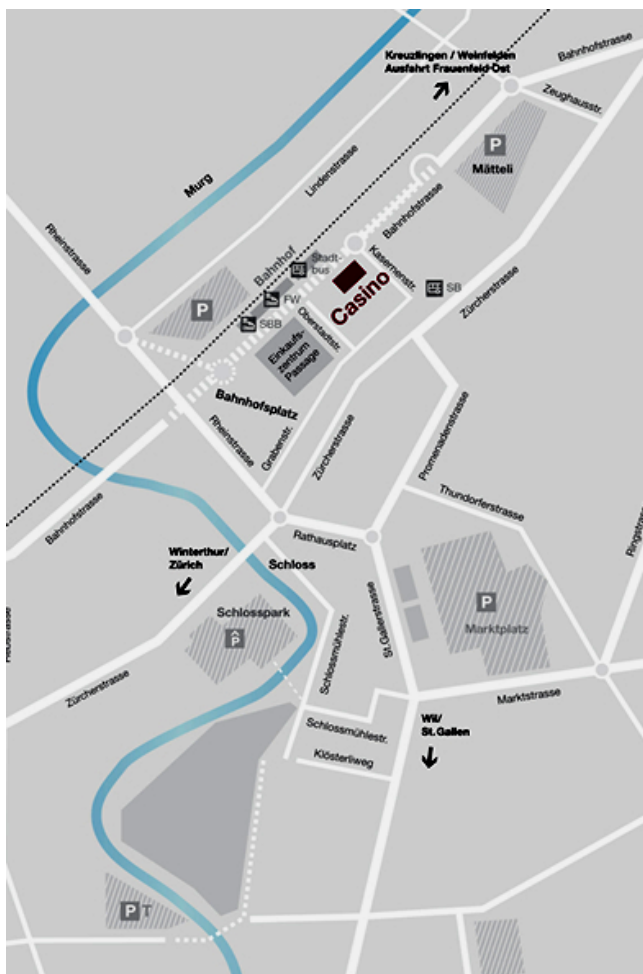 Kreuzlingen / Weinfelden
Ausfahrt Frauenfeld-Ost
Bahnhofstrasse
Zeughausstr.
P
Mätteli
Murg
Lindenstrasse
Bahnhofstrasse
Rheinstrasse
Bahnhof
Stadt-
bus
Kasernenstr.
SB
Zürcherstrasse
P
FW
Casino
SBB
Oberstadtstr.
Einkaufs-
zentrum
Passage
Bahnhofsplatz
Rheinstrasse
Grabenstr.
Zürcherstrasse
Promenadenstrasse
Thundorferstrasse
Bahnhofstrasse
Rathausplatz
Winterthur/
Zürich
Schloss
Schlosspark
P
St.Gallerstrasse
P
Marktplatz
Schlossmühlestr.
Zürcherstrasse
Marktstrasse
Schlossmühlestr.
Wil/
St.Gallen
Klösterliweg
P T